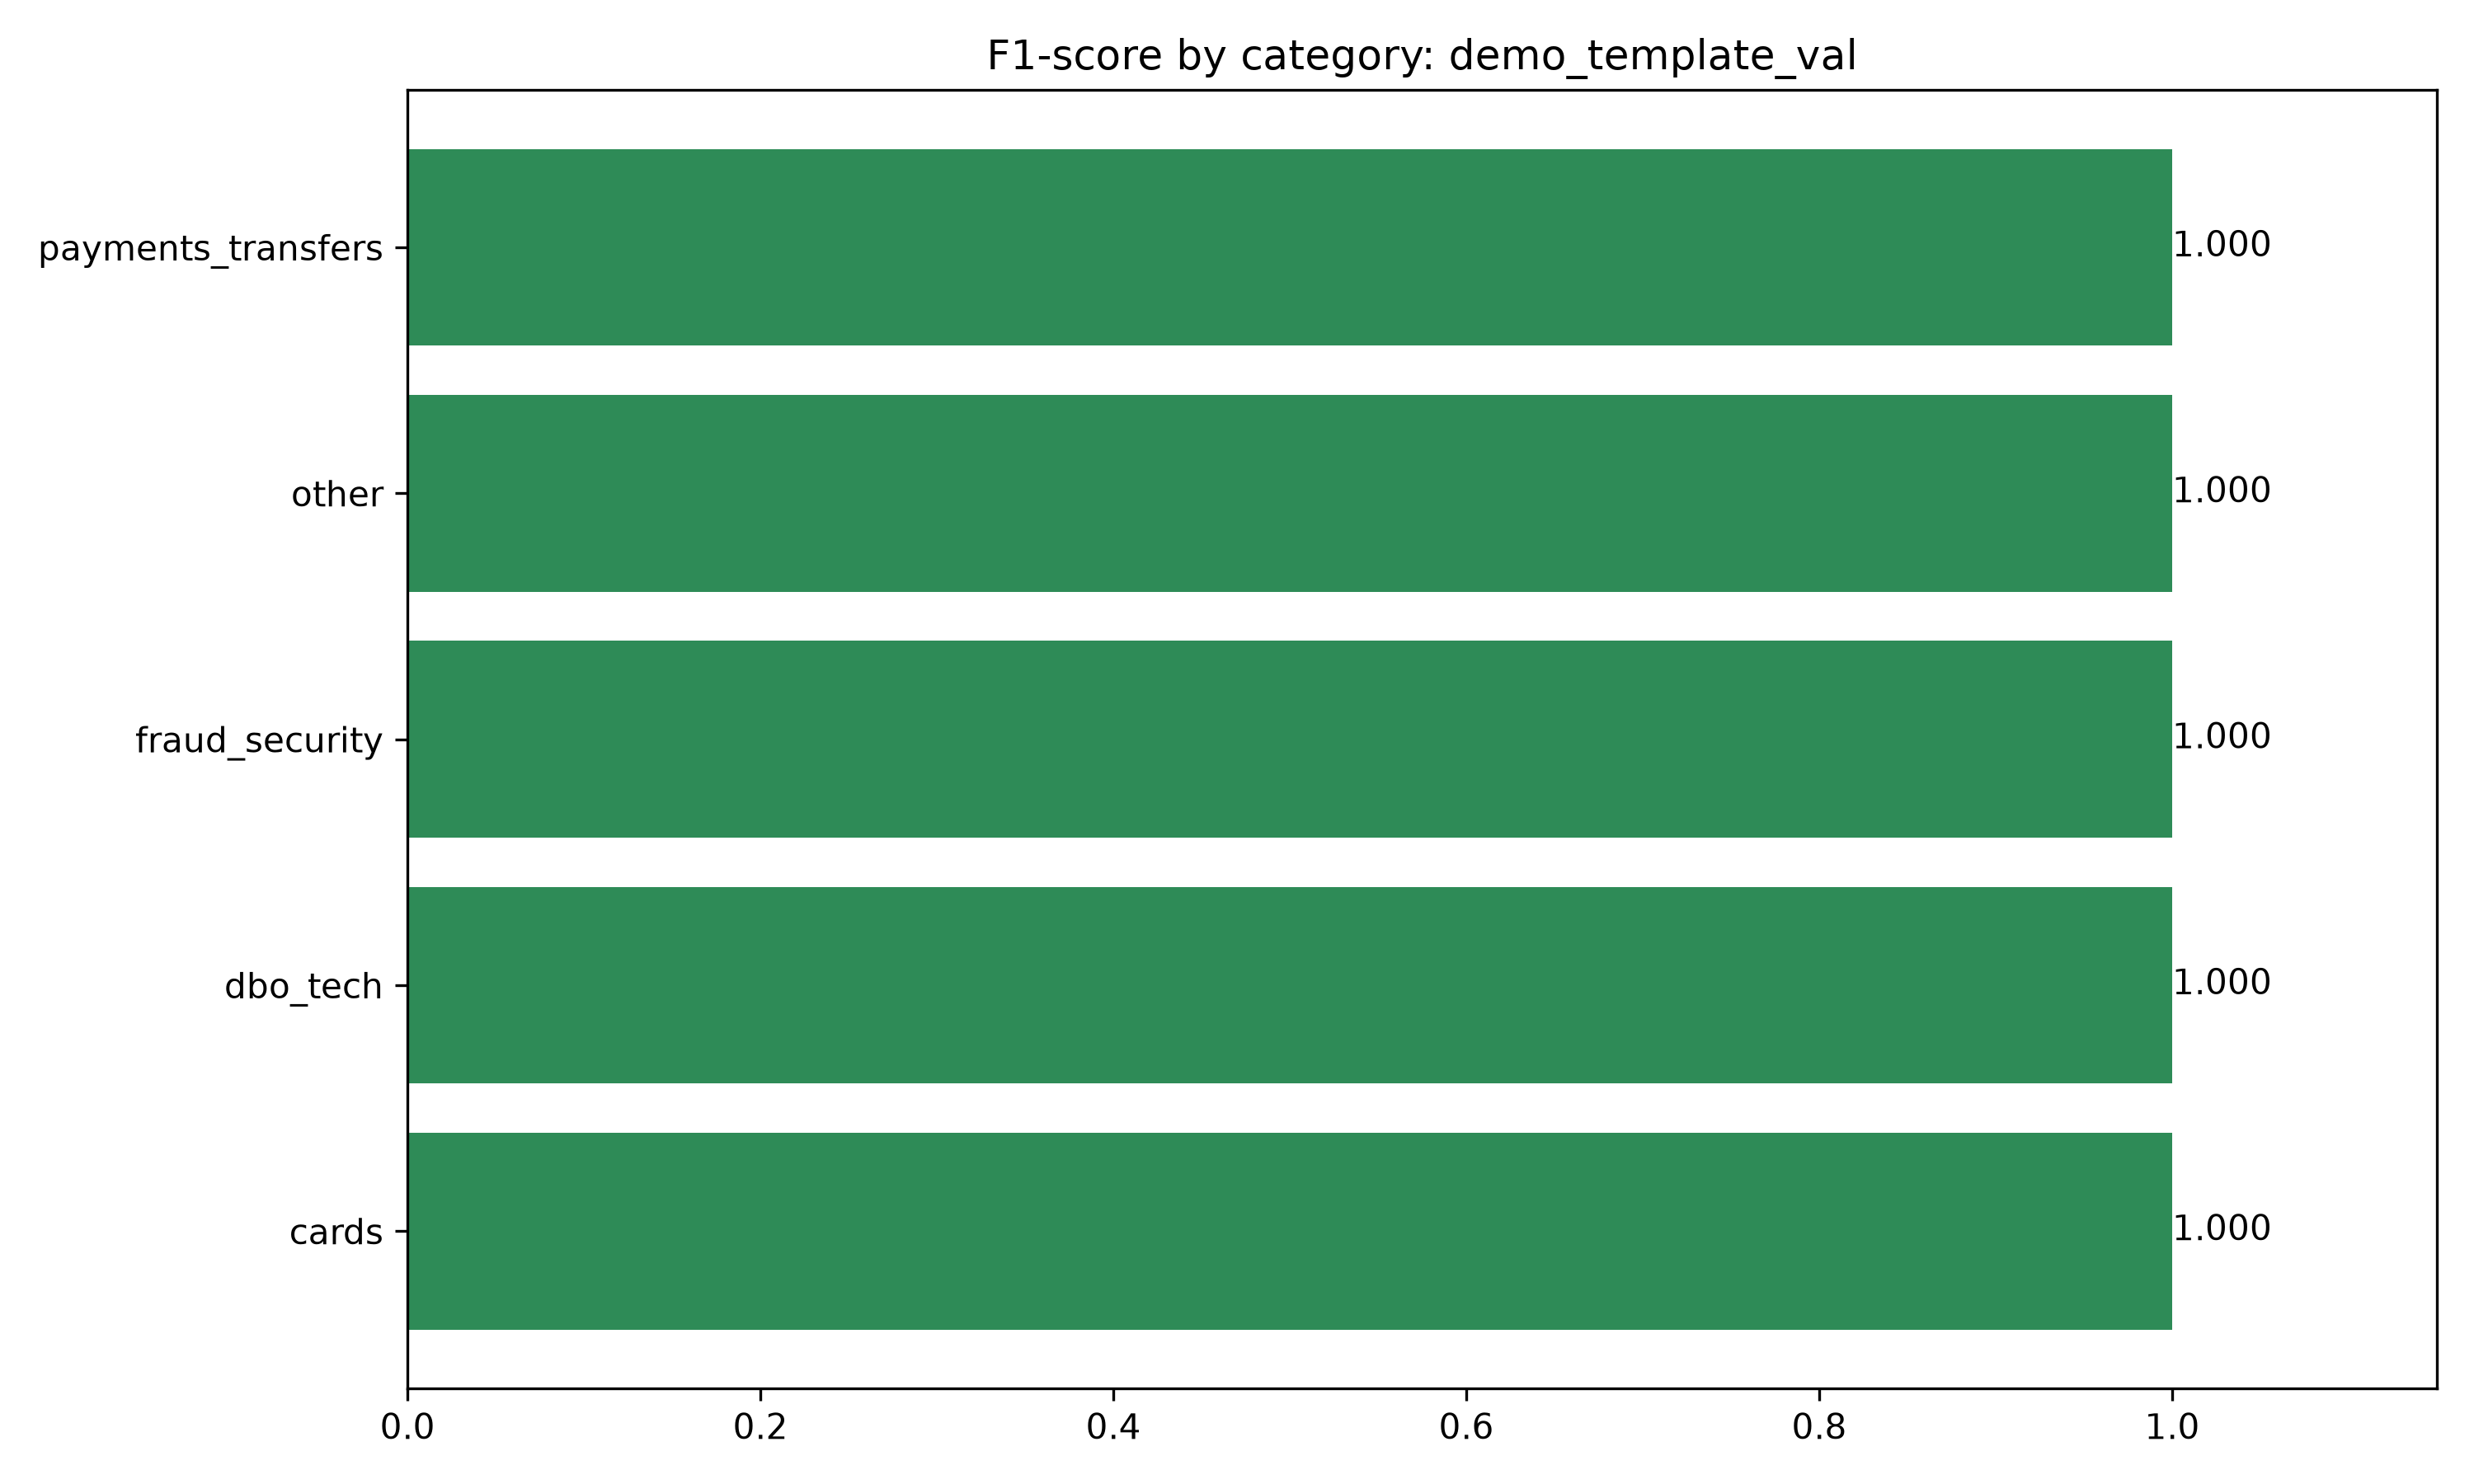 F1-score by category: demo_template_val
payments_transfers
1.000
other
1.000
fraud_security
1.000
dbo_tech
1.000
cards
1.000
0.0
0.2
0.4
0.6
0.8
1.0